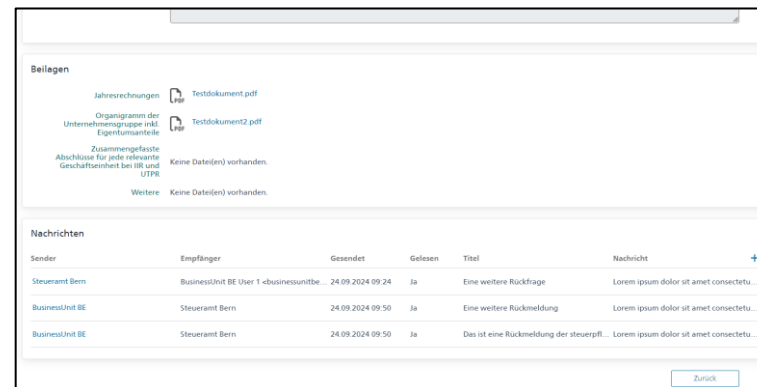 Beilagen
Jahresrechnungen
PDF
Testdokument.pdf
Organigramm der
Unternehmensgruppe inkl.
Eigentumsanteile
PDF
Testdokument2.pdf
Zusammengefasste
Abschlüsse für jede relevante
Geschäftseinheit bei IIR und
UTPR
Keine Datei(en) vorhanden.
Weitere Keine Datei(en) vorhanden.
Nachrichten
Sender Empfänger Gesendet Gelesen Titel Nachricht +
Steueramt Bern BusinessUnit BE User 1 <businessunitbe... 24.09.2024 09:24 Ja Eine weitere Rückfrage Lorem ipsum dolor sit amet consectetu...
BusinessUnit BE Steueramt Bern 24.09.2024 09:50 Ja Eine weitere Rückmeldung Lorem ipsum dolor sit amet consectetu...
BusinessUnit BE Steueramt Bern 24.09.2024 09:50 Ja Das ist eine Rückmeldung der steuerpfl... Lorem ipsum dolor sit amet consectetu...
Zurück